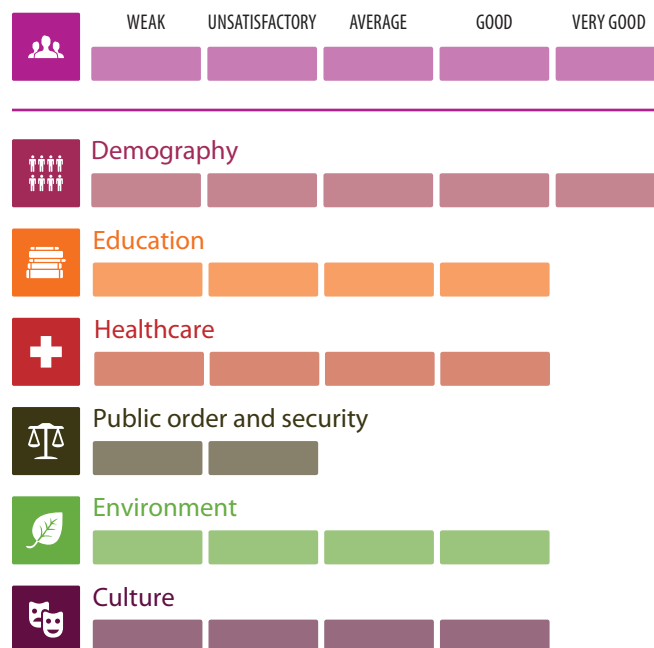 WEAK UNSATISFACTORY AVERAGE GOOD VERY GOOD
Demography
Education
Healthcare
Public order and security
Environment
Culture